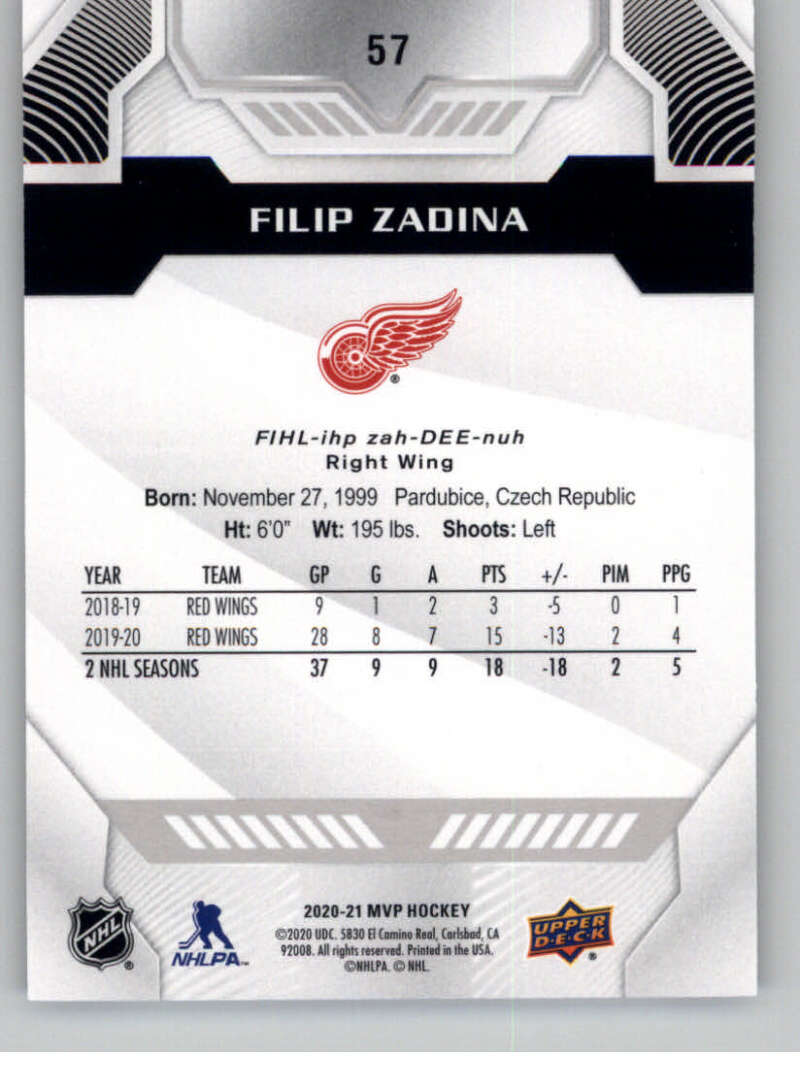 57
FILIP ZADINA
®
FIHL-ihp zah-DEE-nuh
Right Wing
Born: November 27, 1999 Pardubice, Czech Republic
Ht: 6'0" Wt: 195 lbs. Shoots: Left
YEAR TEAM GP G A PTS +/- PIM PPG
2018-19 RED WINGS 9 1 2 3 -5 0 1
2019-20 RED WINGS 28 8 7 15 -13 2 4
2 NHL SEASONS 37 9 9 18 -18 2 5
NHL ®
NHLPA™
2020-21 MVP HOCKEY
©2020 UDC. 5830 El Camino Real, Carlsbad, CA
92008. All rights reserved. Printed in the USA.
©NHLPA. © NHL.
UPPER
D·E·C·K ®